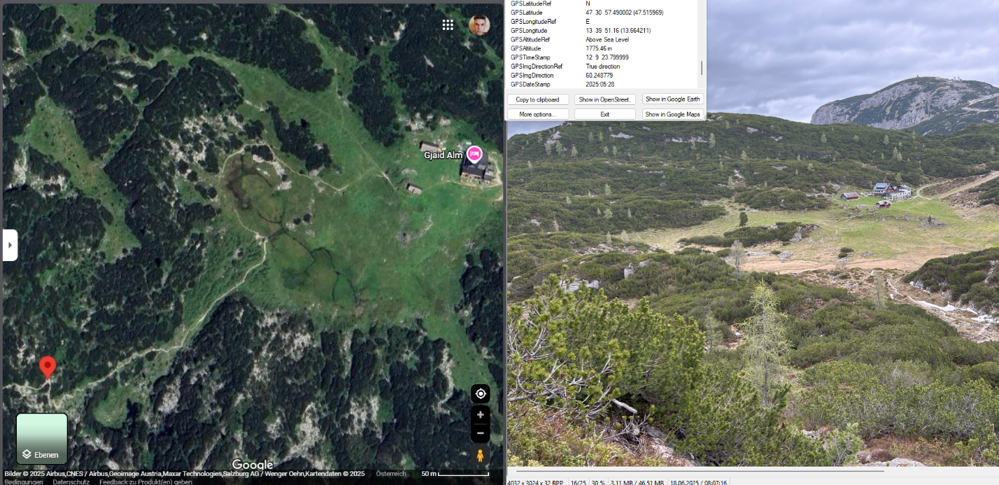 Gjaid Alm
Ebenen
Google
Bilder © 2025 Airbus,CNES / Airbus,Geoimage Austria,Maxar Technologies,Salzburg AG / Wenger Oehn,Kartendaten © 2025 Österreich 50 m
Bedingungen Datenschutz Feedback zu Produkt(en) geben
GPSLatitudeRef N
GPSLatitude 47 30 57.490002 (47.515969)
GPSLongitudeRef E
GPSLongitude 13 39 51.16 (13.664211)
GPSAltitudeRef Above Sea Level
GPSAltitude 1775.46 m
GPSTimeStamp 12 9 23.799999
GPSImgDirectionRef True direction
GPSImgDirection 60.248779
GPSDateStamp 2025:05:28
Copy to clipboard Show in OpenStreet. Show in Google Earth
More options... Exit Show in Google Maps
4032 x 3024 x 32 BPP 16/25 30 % 3.11 MB / 46.51 MB 18.06.2025 / 08:07:16